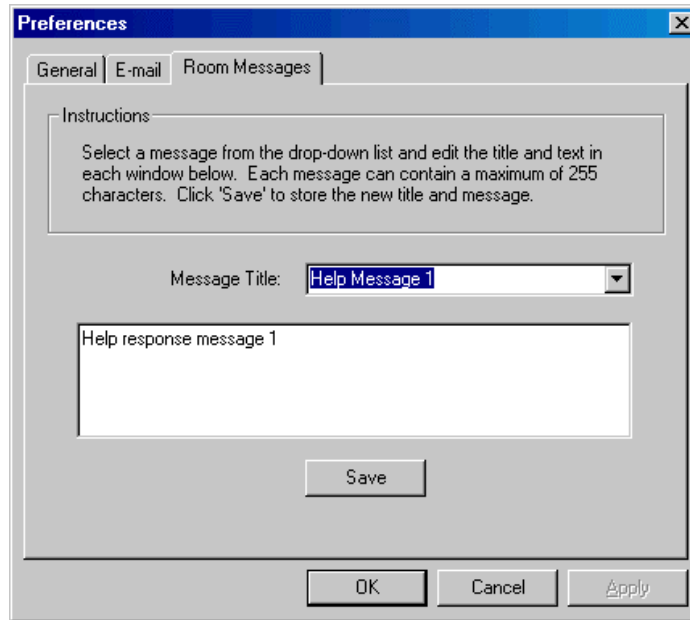 Preferences
General E-mail Room Messages
Instructions
Select a message from the drop-down list and edit the title and text in
each window below. Each message can contain a maximum of 255
characters. Click 'Save' to store the new title and message.
Message Title: Help Message 1
Help response message 1
Save
OK Cancel Apply